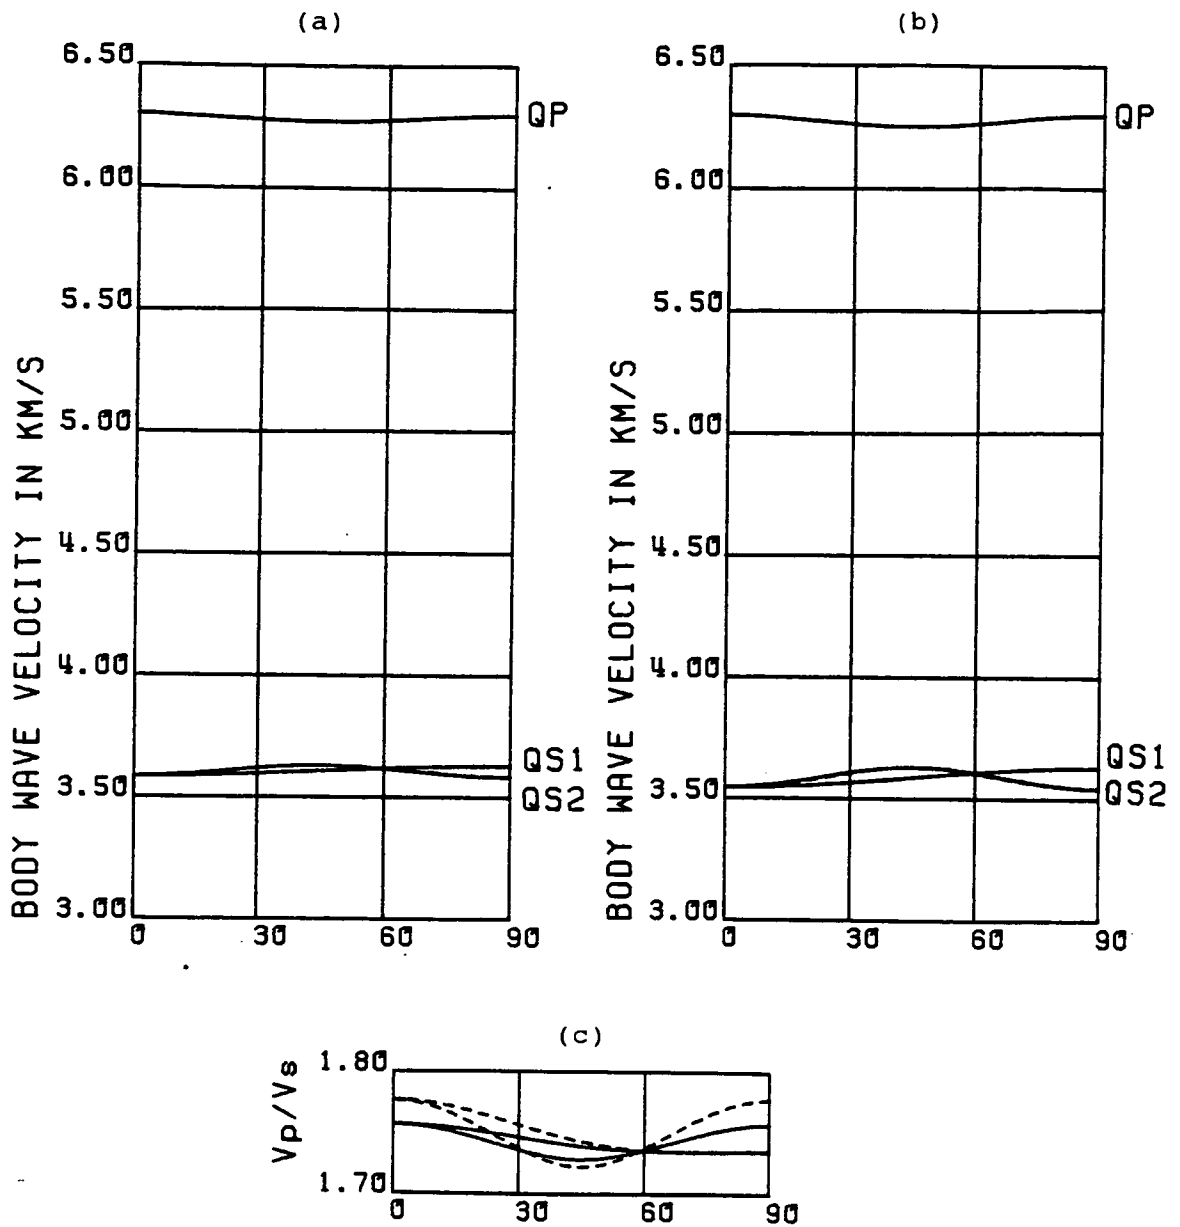 (a)
6.50
6.00
5.50
5.00
4.50
4.00
3.50
3.00
BODY WAVE VELOCITY IN KM/S
QP
QS1
QS2
0 30 60 90
(b)
6.50
6.00
5.50
5.00
4.50
4.00
3.50
3.00
BODY WAVE VELOCITY IN KM/S
QP
QS1
QS2
0 30 60 90
(c)
1.80
1.70
Vp/Vs
0 30 60 90